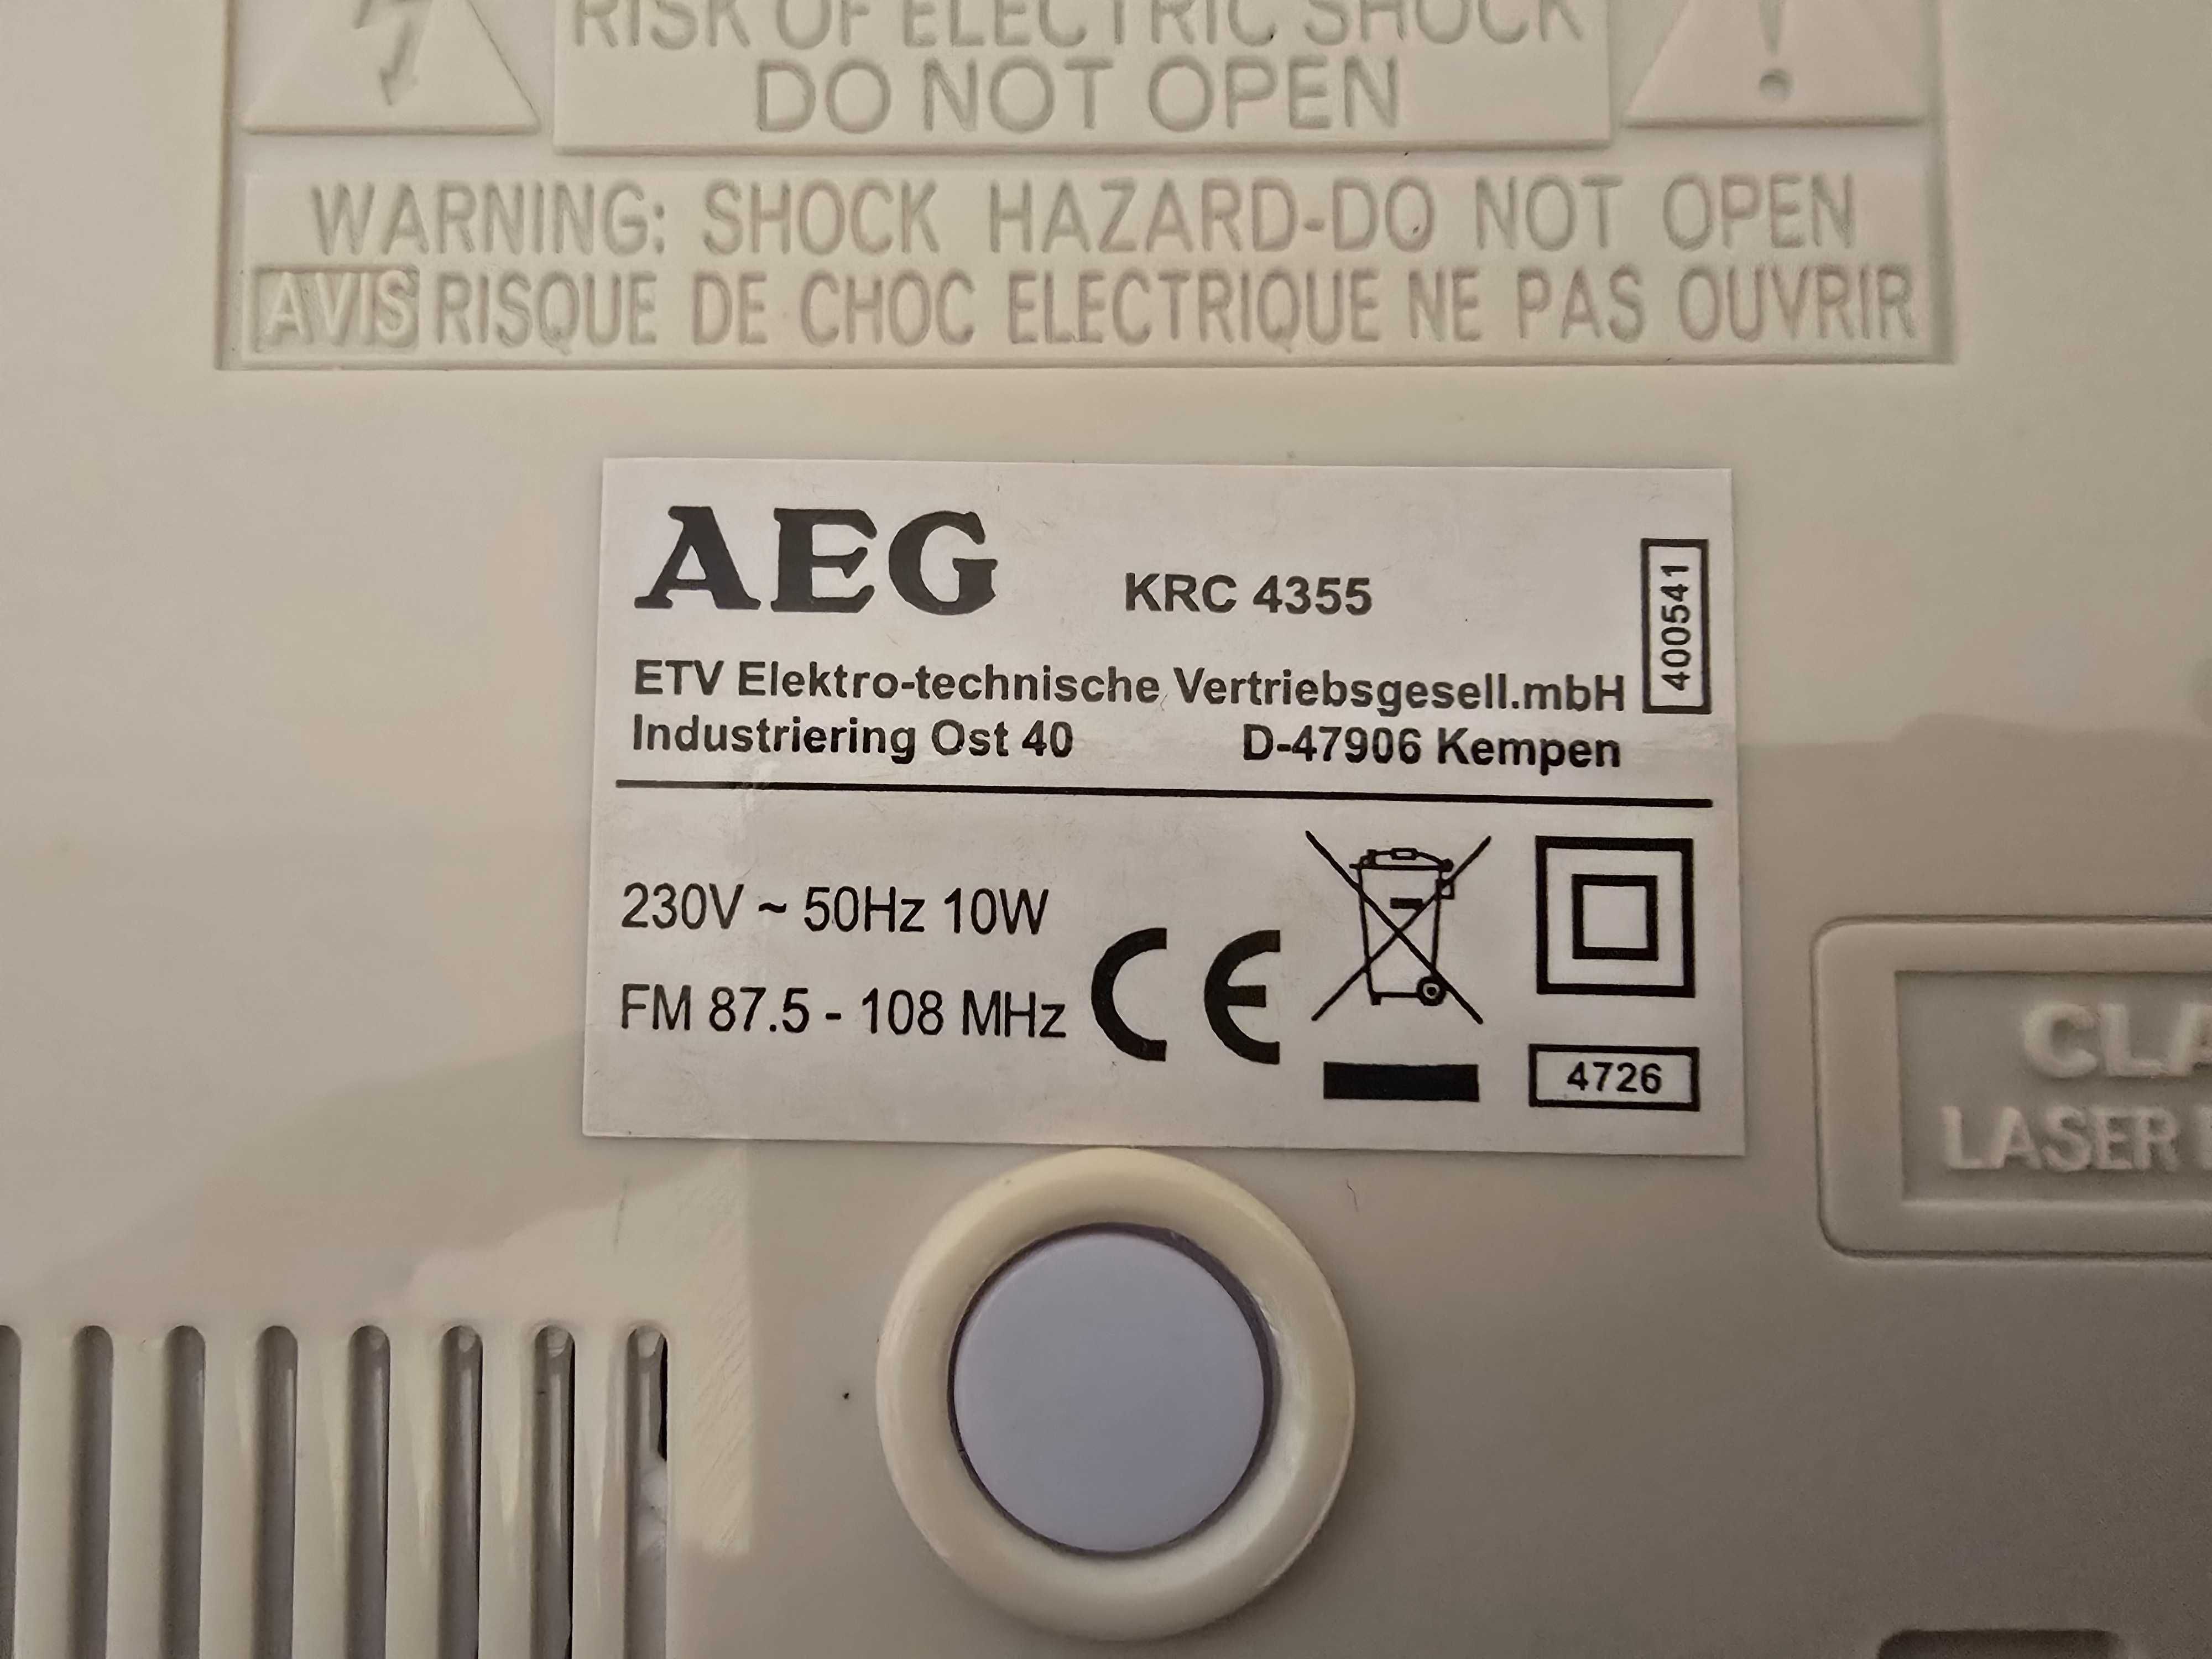 RISK OF ELECTRIC SHOCK
DO NOT OPEN
WARNING: SHOCK HAZARD-DO NOT OPEN
AVIS RISQUE DE CHOC ELECTRIQUE NE PAS OUVRIR
AEG KRC 4355
400541
ETV Elektro-technische Vertriebsgesell.mbH
Industriering Ost 40 D-47906 Kempen
230V ~ 50Hz 10W
FM 87.5 - 108 MHz
CE
4726
LASER